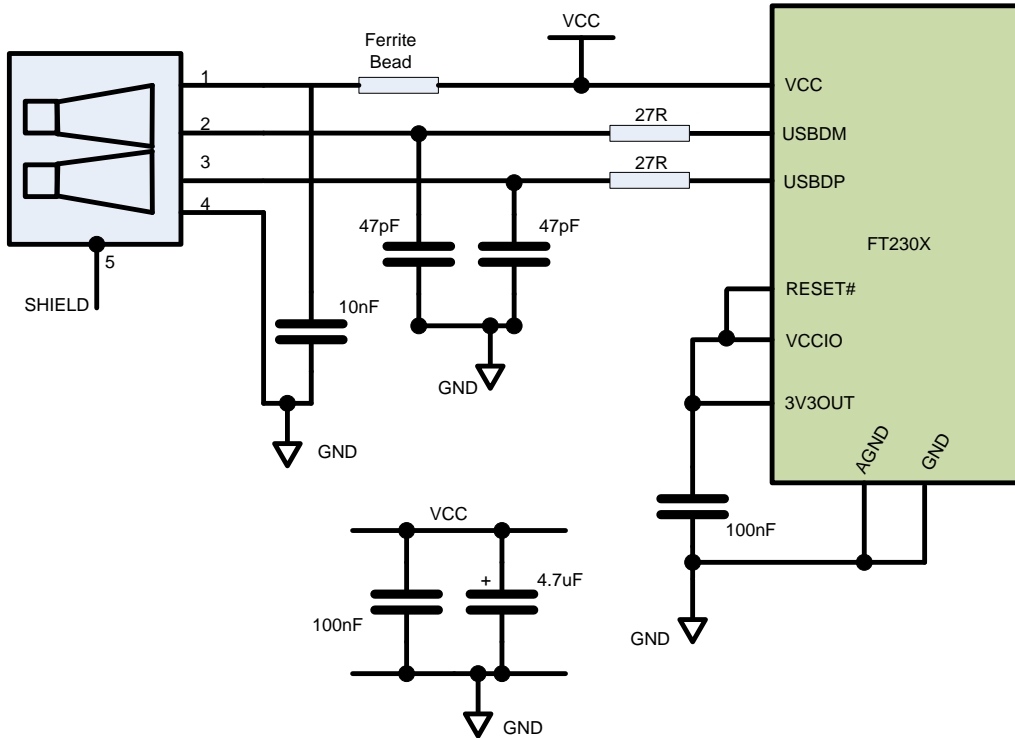 VCC
Ferrite
Bead
1
VCC
27R
2
USBDM
27R
3
USBDP
4
47pF
47pF
FT230X
5
SHIELD
RESET#
10nF
VCCIO
GND
3V3OUT
GND
AGND
GND
VCC
100nF
+
4.7uF
100nF
GND
GND